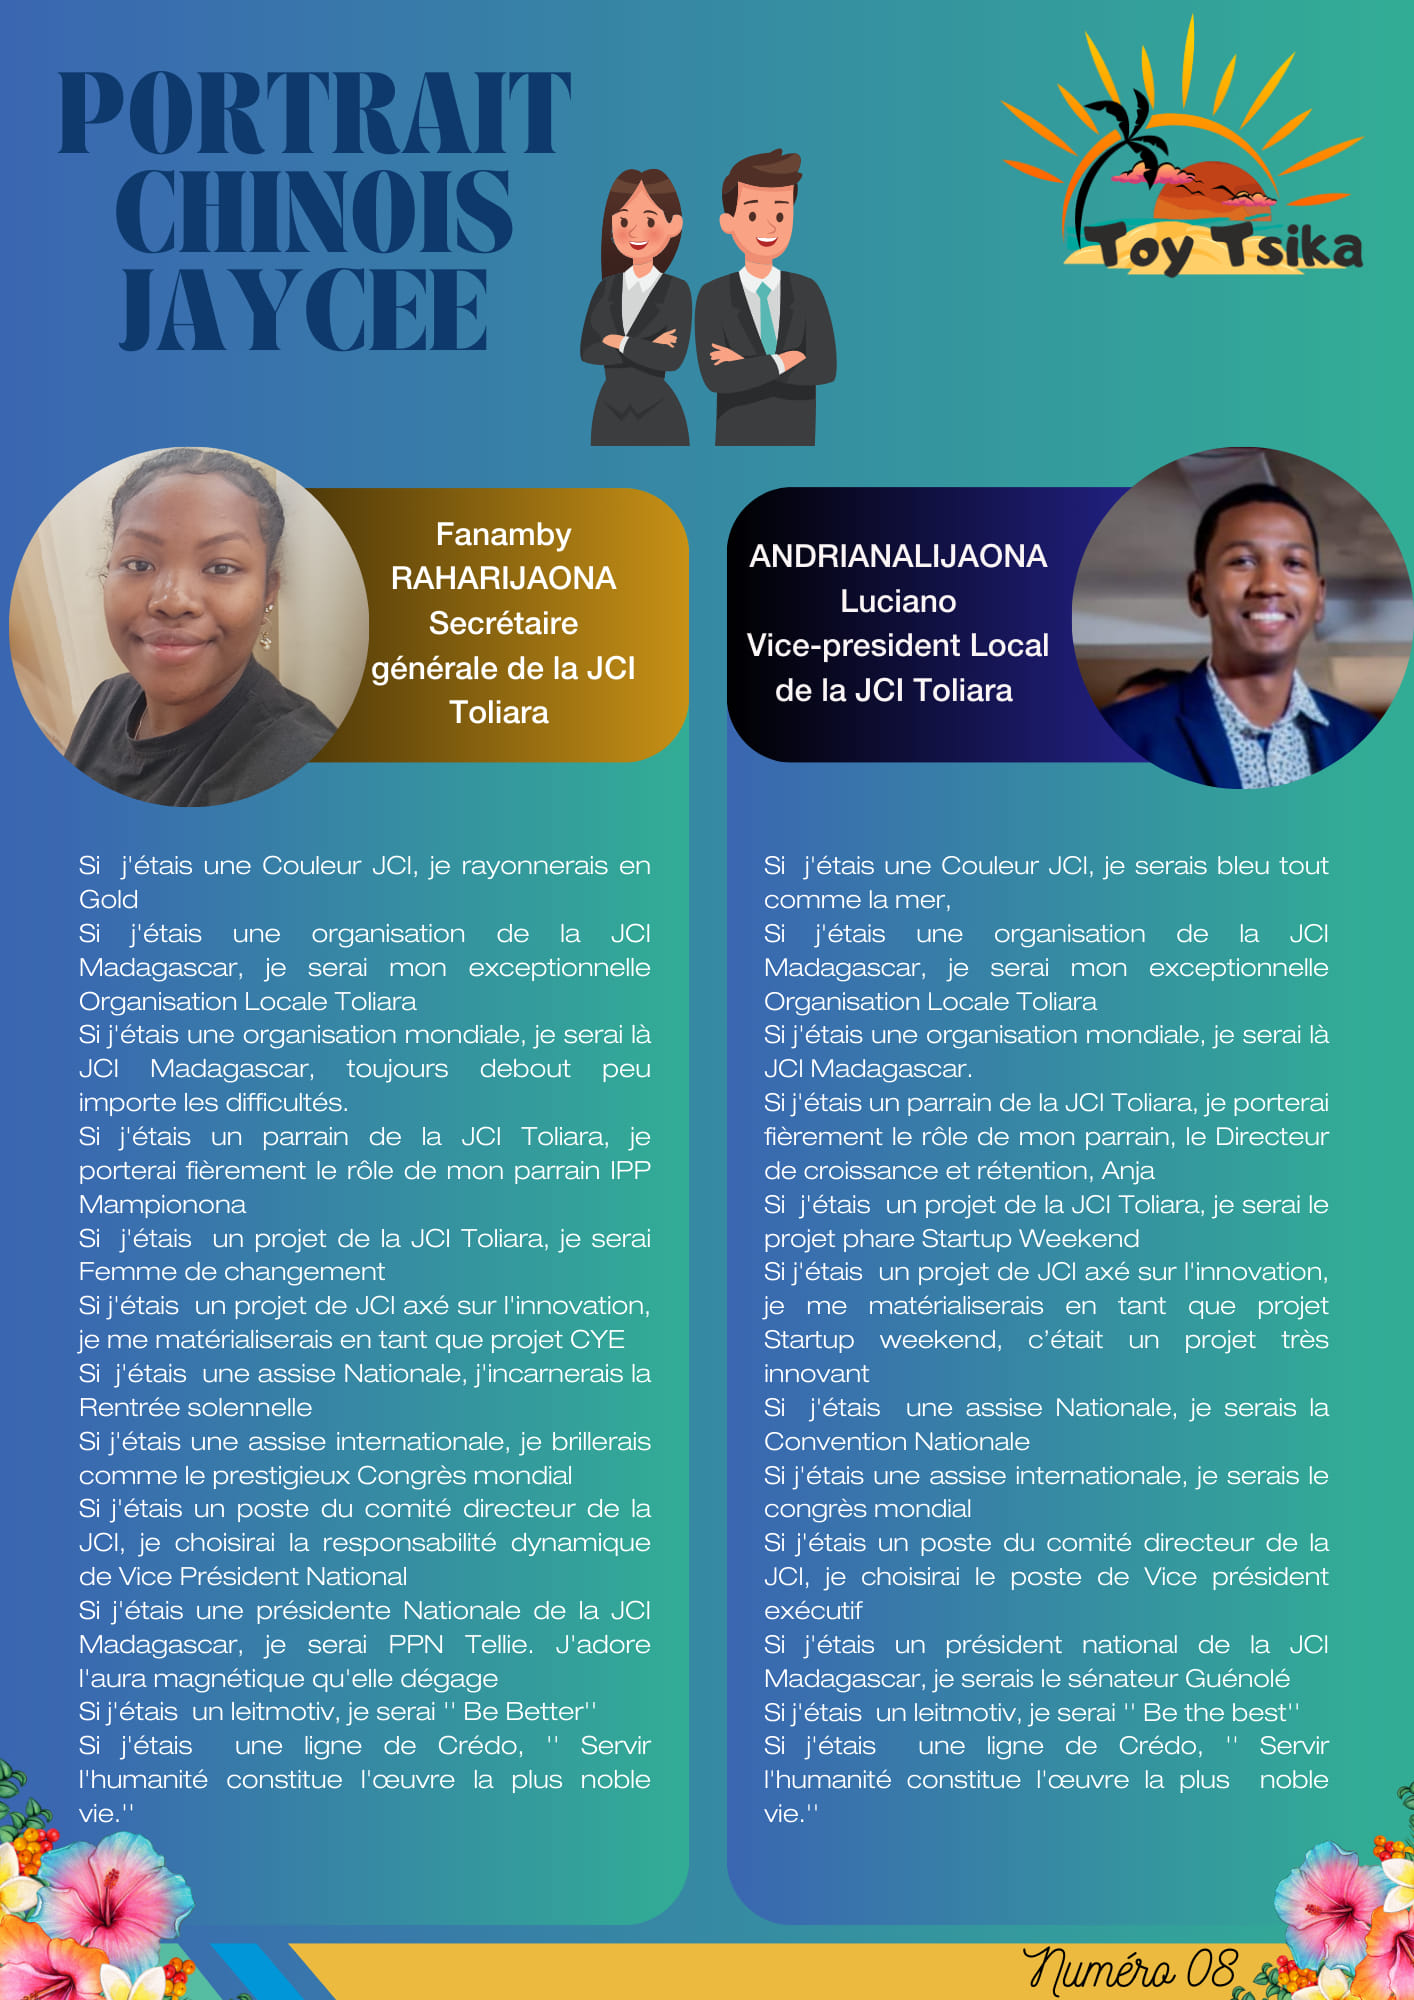 PORTRAIT
CHINOIS
JAYCEE
Toy Tsika
Fanamby
RAHARIJAONA
Secrétaire
générale de la JCI
Toliara
Si j'étais une Couleur JCI, je rayonnerais en
Gold
Si j'étais une organisation de la JCI
Madagascar, je serai mon exceptionnelle
Organisation Locale Toliara
Si j'étais une organisation mondiale, je serai là
JCI Madagascar, toujours debout peu
importe les difficultés.
Si j'étais un parrain de la JCI Toliara, je
porterai fièrement le rôle de mon parrain IPP
Mampionona
Si j'étais un projet de la JCI Toliara, je serai
Femme de changement
Si j'étais un projet de JCI axé sur l'innovation,
je me matérialiserais en tant que projet CYE
Si j'étais une assise Nationale, j'incarnerais la
Rentrée solennelle
Si j'étais une assise internationale, je brillerais
comme le prestigieux Congrès mondial
Si j'étais un poste du comité directeur de la
JCI, je choisirai la responsabilité dynamique
de Vice Président National
Si j'étais une présidente Nationale de la JCI
Madagascar, je serai PPN Tellie. J'adore
l'aura magnétique qu'elle dégage
Si j'étais un leitmotiv, je serai '' Be Better''
Si j'étais une ligne de Crédo, '' Servir
l'humanité constitue l'œuvre la plus noble
vie.''
ANDRIANALIJAONA
Luciano
Vice-president Local
de la JCI Toliara
Si j'étais une Couleur JCI, je serais bleu tout
comme la mer,
Si j'étais une organisation de la JCI
Madagascar, je serai mon exceptionnelle
Organisation Locale Toliara
Si j'étais une organisation mondiale, je serai là
JCI Madagascar.
Si j'étais un parrain de la JCI Toliara, je porterai
fièrement le rôle de mon parrain, le Directeur
de croissance et rétention, Anja
Si j'étais un projet de la JCI Toliara, je serai le
projet phare Startup Weekend
Si j'étais un projet de JCI axé sur l'innovation,
je me matérialiserais en tant que projet
Startup weekend, c’était un projet très
innovant
Si j'étais une assise Nationale, je serais la
Convention Nationale
Si j'étais une assise internationale, je serais le
congrès mondial
Si j'étais un poste du comité directeur de la
JCI, je choisirai le poste de Vice président
exécutif
Si j'étais un président national de la JCI
Madagascar, je serais le sénateur Guénolé
Si j'étais un leitmotiv, je serai '' Be the best''
Si j'étais une ligne de Crédo, '' Servir
l'humanité constitue l'œuvre la plus noble
vie.''
Numéro 08